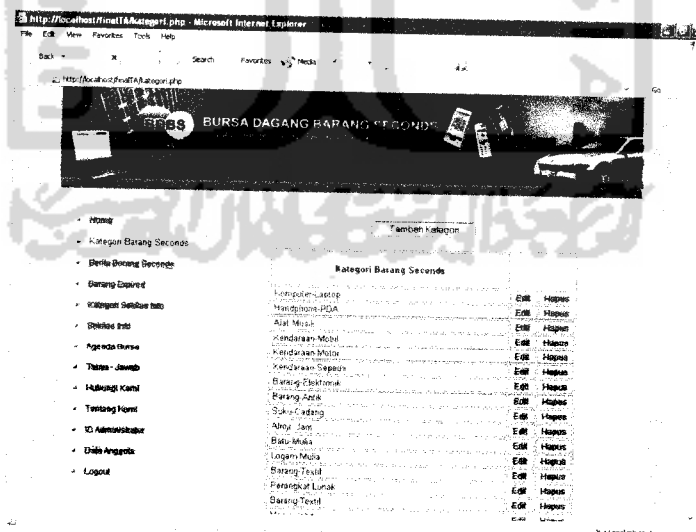 http://localhost/finalTA/kategori.php - Microsoft Internet Explorer
File Edit View Favorites Tools Help
Back Search Favorites Media
http://localhost/finalTA/kategori.php Go
BDBS BURSA DAGANG BARANG SECONDS
Home
Kategori Barang Seconds
Berita Barang Seconds
Barang Expired
Kategori Sekilas Info
Sekilas Info
Agenda Bursa
Tanya - Jawab
Hubungi Kami
Tentang Kami
ID Administrator
Data Anggota
Logout
Tambah Kategori
Kategori Barang Seconds
Komputer-Laptop Edit Hapus
Handphone-PDA Edit Hapus
Alat Musik Edit Hapus
Kendaraan-Mobil Edit Hapus
Kendaraan Motor Edit Hapus
Kendaraan-Sepeda Edit Hapus
Barang-Elektronik Edit Hapus
Barang-Antik Edit Hapus
Suku-Cadang Edit Hapus
Jam Edit Hapus
Batu-Mulia Edit Hapus
Logam-Mulia Edit Hapus
Barang-Textil Edit Hapus
Perangkat Lunak Edit Hapus
Barang Textil Edit Hapus
Edit Hapus